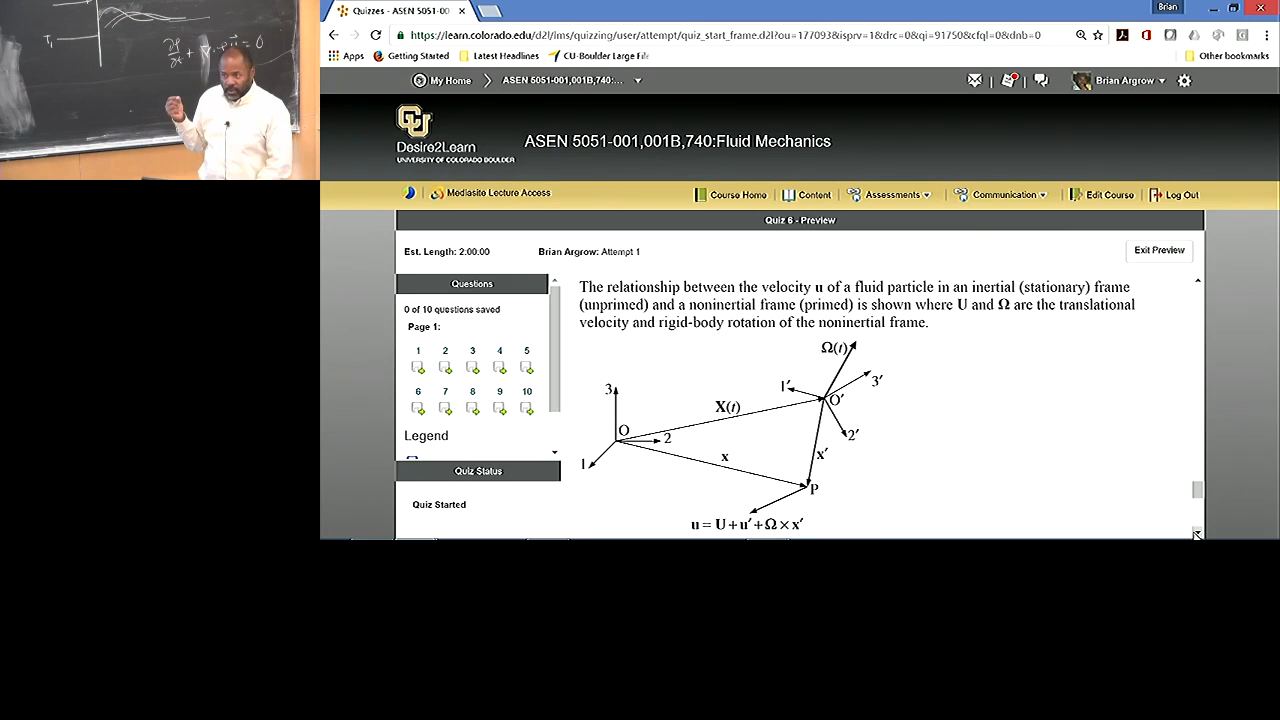 T₁
∂ρ/∂t + ∇·ρu⃗ = 0
Quizzes - ASEN 5051-00
Brian
https://learn.colorado.edu/d2l/lms/quizzing/user/attempt/quiz_start_frame.d2l?ou=177093&isprv=1&drc=0&qi=91750&cfql=0&dnb=0
Apps
Getting Started
Latest Headlines
CU-Boulder Large File
Other bookmarks
My Home
ASEN 5051-001,001B,740:...
Brian Argrow
CU
Desire2Learn
UNIVERSITY OF COLORADO BOULDER
ASEN 5051-001,001B,740:Fluid Mechanics
Mediasite Lecture Access
Course Home
Content
Assessments
Communication
Edit Course
Log Out
Quiz 6 - Preview
Est. Length: 2:00:00
Brian Argrow: Attempt 1
Exit Preview
Questions
0 of 10 questions saved
Page 1:
1 2 3 4 5
6 7 8 9 10
Legend
Quiz Status
Quiz Started
The relationship between the velocity u of a fluid particle in an inertial (stationary) frame
(unprimed) and a noninertial frame (primed) is shown where U and Ω are the translational
velocity and rigid-body rotation of the noninertial frame.
Ω(t)
3′
1′
O′
3
X(t)
O
2
2′
x
x′
1
P
u = U + u′ + Ω × x′